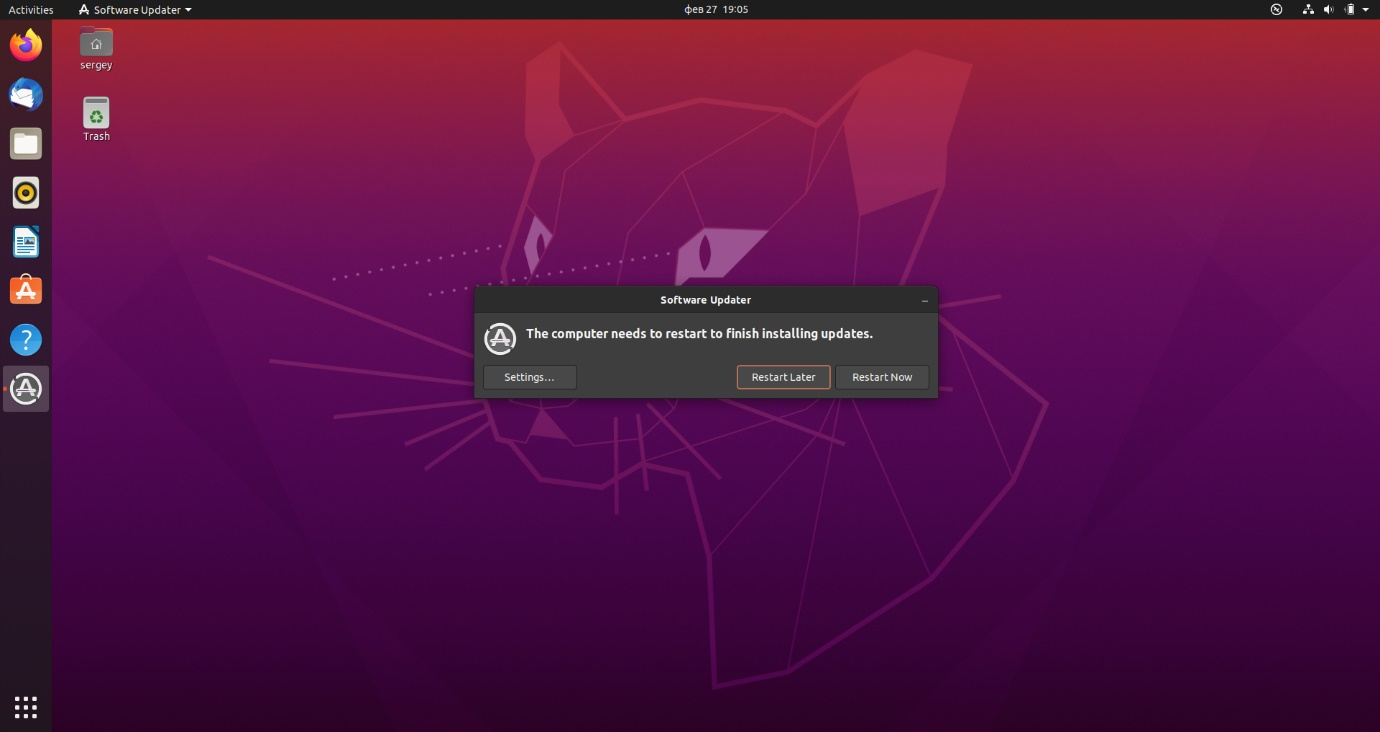 Activities
Software Updater
фев 27 19:05
sergey
Trash
Software Updater
The computer needs to restart to finish installing updates.
Settings...
Restart Later
Restart Now